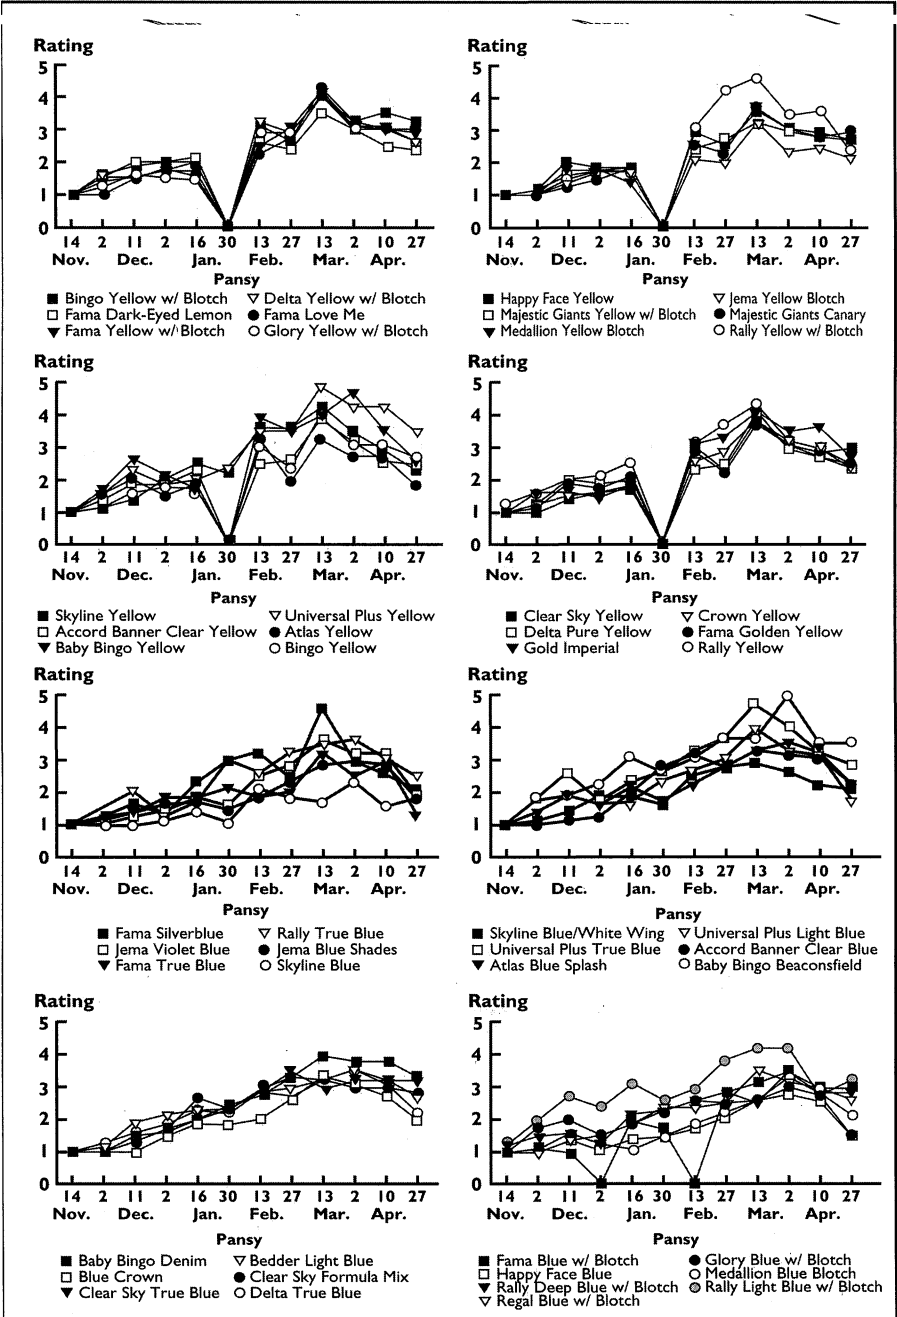 Rating
5
4
3
2
1
0
14 2 11 2 16 30 13 27 13 2 10 27
Nov. Dec. Jan. Feb. Mar. Apr.
Pansy
Bingo Yellow w/ Blotch Delta Yellow w/ Blotch
Fama Dark-Eyed Lemon Fama Love Me
Fama Yellow w/ Blotch Glory Yellow w/ Blotch
Rating
5
4
3
2
1
0
14 2 11 2 16 30 13 27 13 2 10 27
Nov. Dec. Jan. Feb. Mar. Apr.
Pansy
Happy Face Yellow Jema Yellow Blotch
Majestic Giants Yellow w/ Blotch Majestic Giants Canary
Medallion Yellow Blotch Rally Yellow w/ Blotch
Rating
5
4
3
2
1
0
14 2 11 2 16 30 13 27 13 2 10 27
Nov. Dec. Jan. Feb. Mar. Apr.
Pansy
Skyline Yellow Universal Plus Yellow
Accord Banner Clear Yellow Atlas Yellow
Baby Bingo Yellow Bingo Yellow
Rating
5
4
3
2
1
0
14 2 11 2 16 30 13 27 13 2 10 27
Nov. Dec. Jan. Feb. Mar. Apr.
Pansy
Clear Sky Yellow Crown Yellow
Delta Pure Yellow Fama Golden Yellow
Gold Imperial Rally Yellow
Rating
5
4
3
2
1
0
14 2 11 2 16 30 13 27 13 2 10 27
Nov. Dec. Jan. Feb. Mar. Apr.
Pansy
Fama Silverblue Rally True Blue
Jema Violet Blue Jema Blue Shades
Fama True Blue Skyline Blue
Rating
5
4
3
2
1
0
14 2 11 2 16 30 13 27 13 2 10 27
Nov. Dec. Jan. Feb. Mar. Apr.
Pansy
Skyline Blue/White Wing Universal Plus Light Blue
Universal Plus True Blue Accord Banner Clear Blue
Atlas Blue Splash Baby Bingo Beaconsfield
Rating
5
4
3
2
1
0
14 2 11 2 16 30 13 27 13 2 10 27
Nov. Dec. Jan. Feb. Mar. Apr.
Pansy
Baby Bingo Denim Bedder Light Blue
Blue Crown Clear Sky Formula Mix
Clear Sky True Blue Delta True Blue
Rating
5
4
3
2
1
0
14 2 11 2 16 30 13 27 13 2 10 27
Nov. Dec. Jan. Feb. Mar. Apr.
Pansy
Fama Blue w/ Blotch Glory Blue w/ Blotch
Happy Face Blue Medallion Blue Blotch
Rally Deep Blue w/ Blotch Rally Light Blue w/ Blotch
Regal Blue w/ Blotch